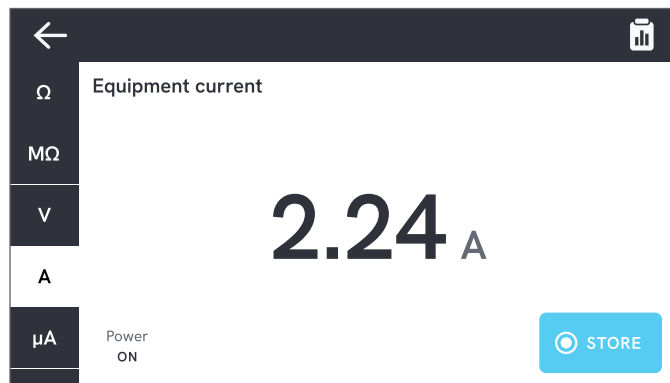 Equipment current
Ω
MΩ
V
A
µA
2.24 A
Power
ON
STORE